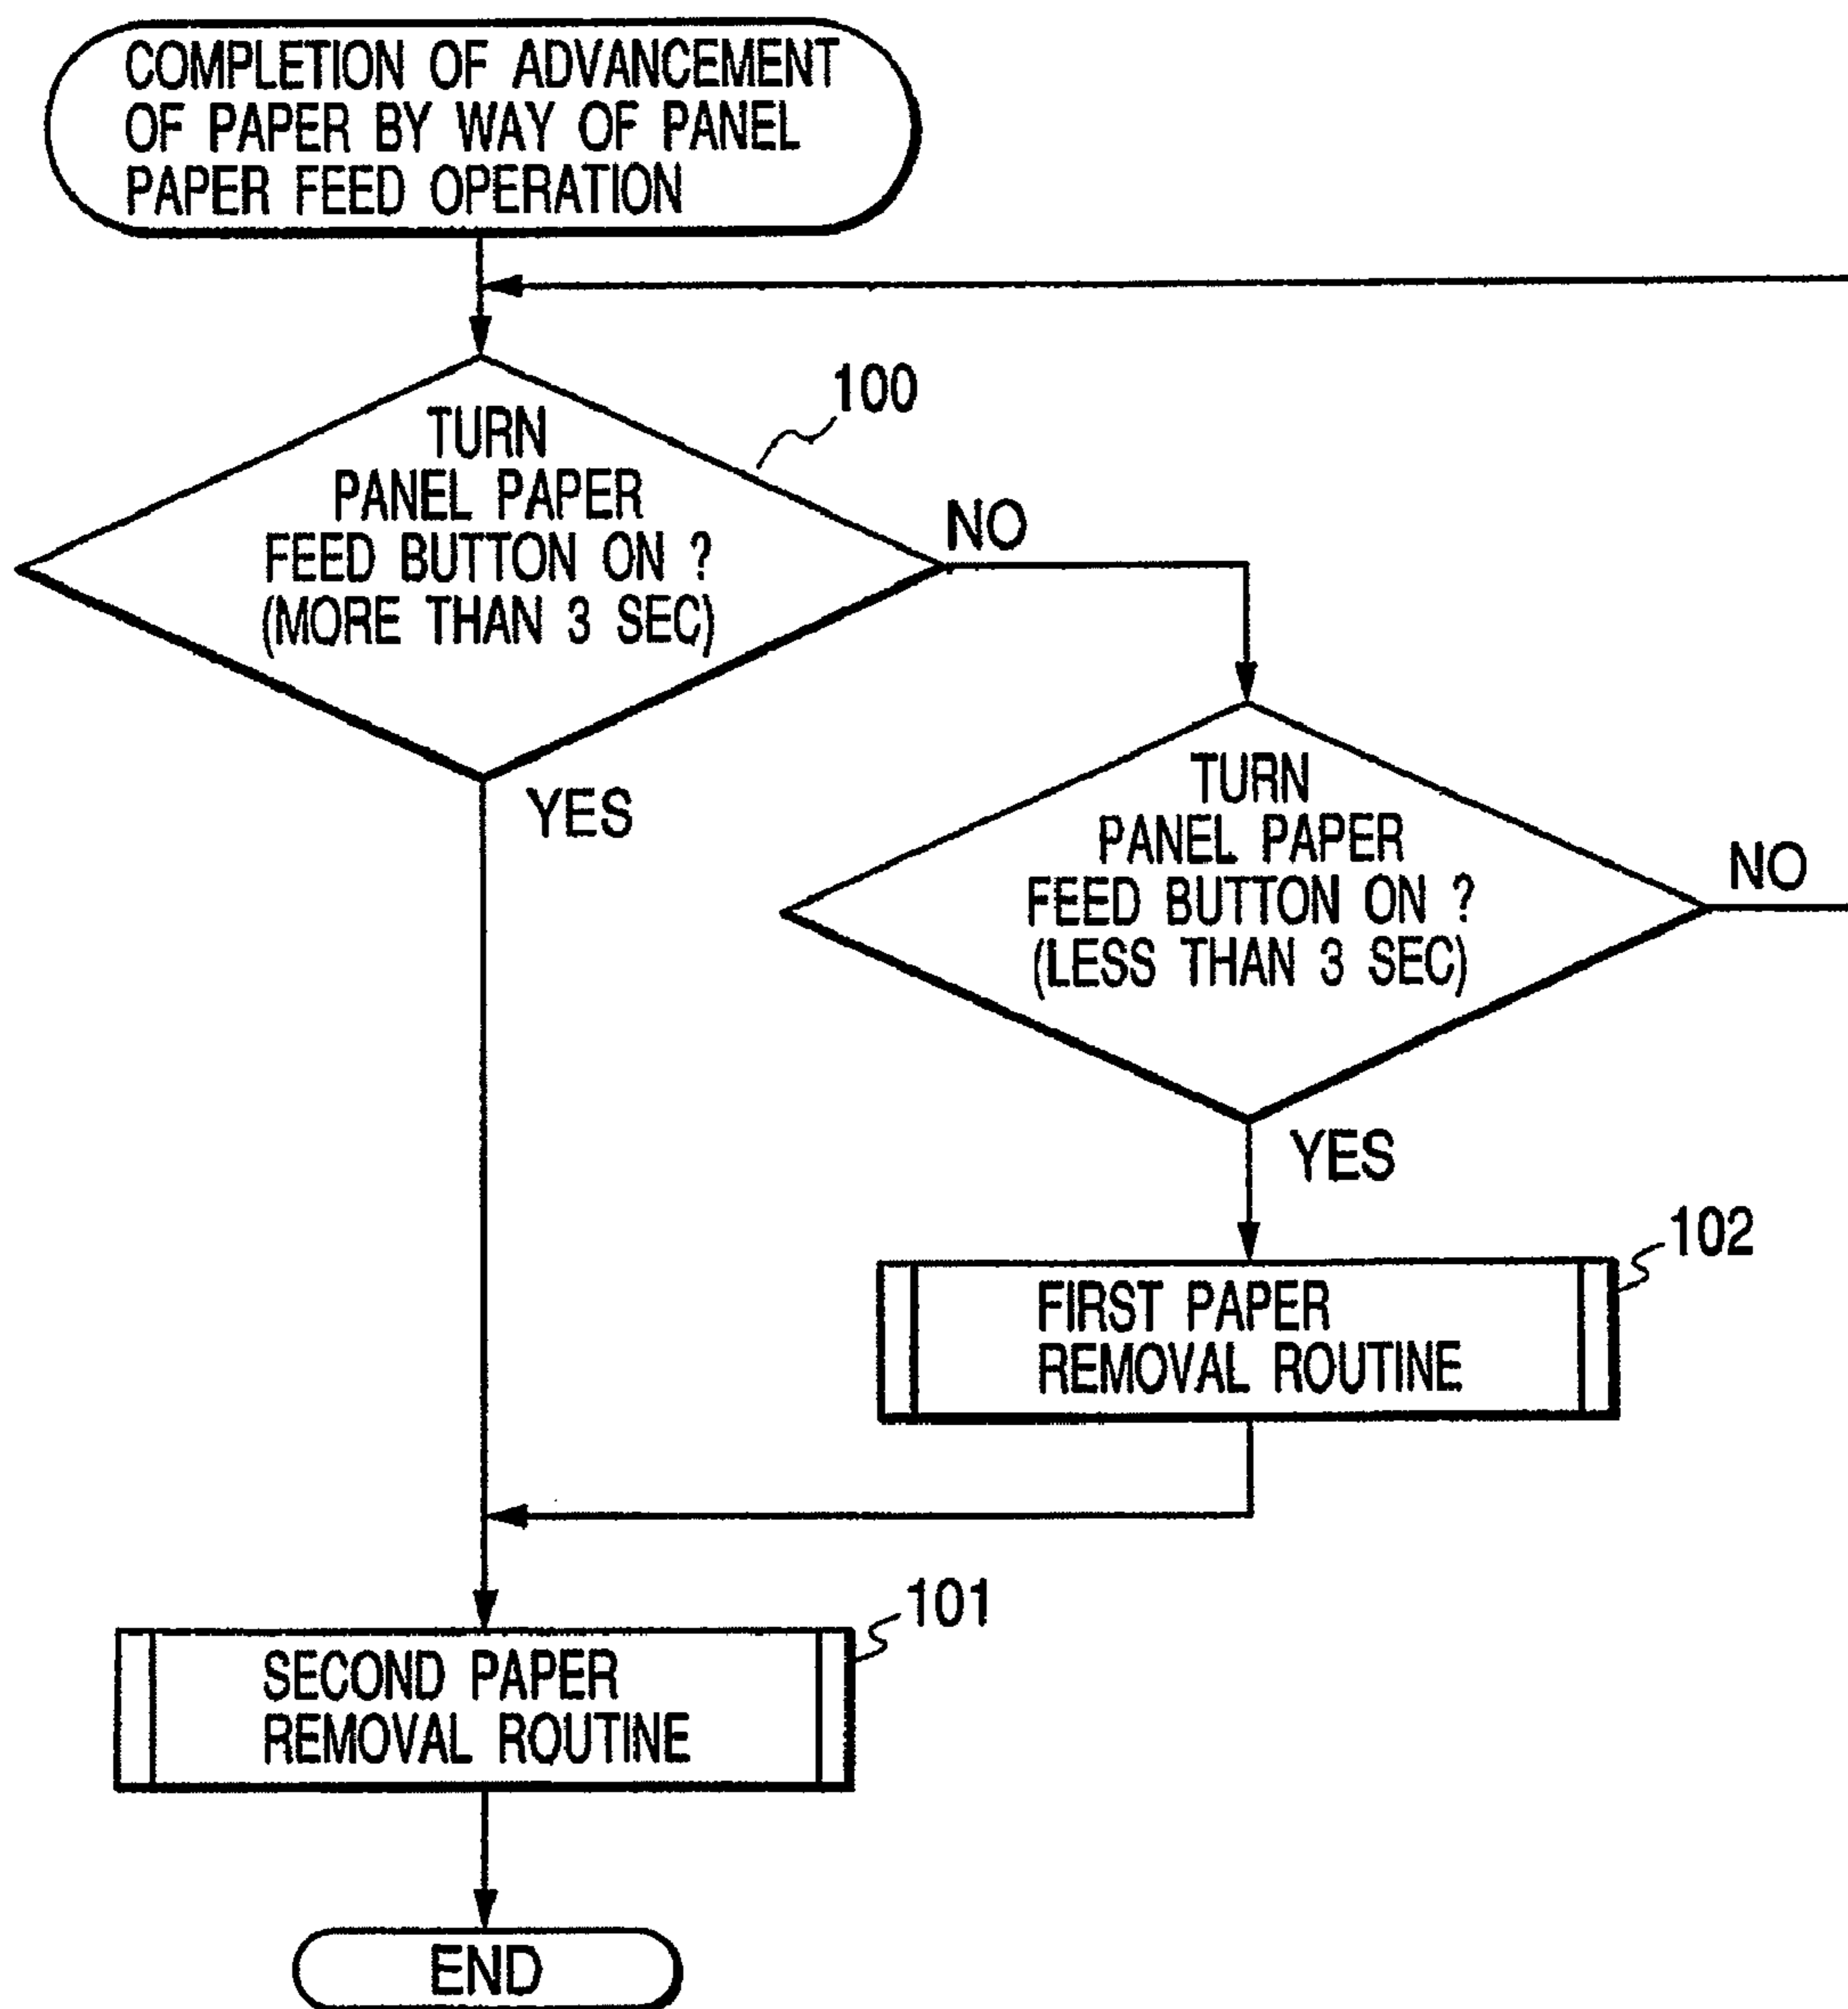 COMPLETION OF ADVANCEMENT
OF PAPER BY WAY OF PANEL
PAPER FEED OPERATION
100
TURN
PANEL PAPER
FEED BUTTON ON ?
(MORE THAN 3 SEC)
NO
YES
TURN
PANEL PAPER
FEED BUTTON ON ?
(LESS THAN 3 SEC)
NO
YES
102
FIRST PAPER
REMOVAL ROUTINE
101
SECOND PAPER
REMOVAL ROUTINE
END